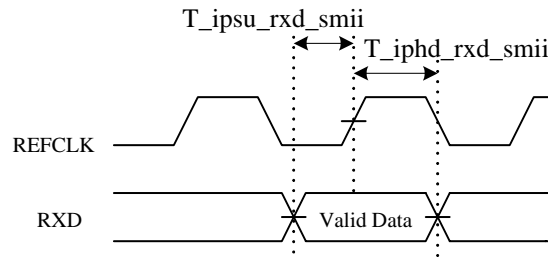 T_ipsu_rxd_smii
T_iphd_rxd_smii
REFCLK
RXD
Valid Data